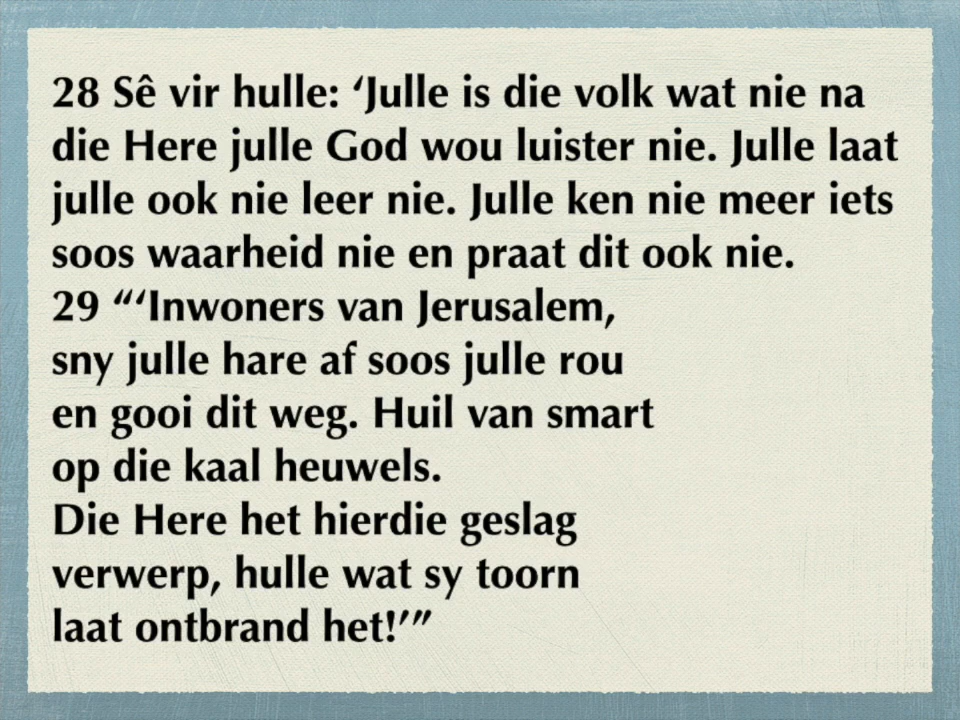 28 Sê vir hulle: ‘Julle is die volk wat nie na
die Here julle God wou luister nie. Julle laat
julle ook nie leer nie. Julle ken nie meer iets
soos waarheid nie en praat dit ook nie.
29 “‘Inwoners van Jerusalem,
sny julle hare af soos julle rou
en gooi dit weg. Huil van smart
op die kaal heuwels.
Die Here het hierdie geslag
verwerp, hulle wat sy toorn
laat ontbrand het!’”